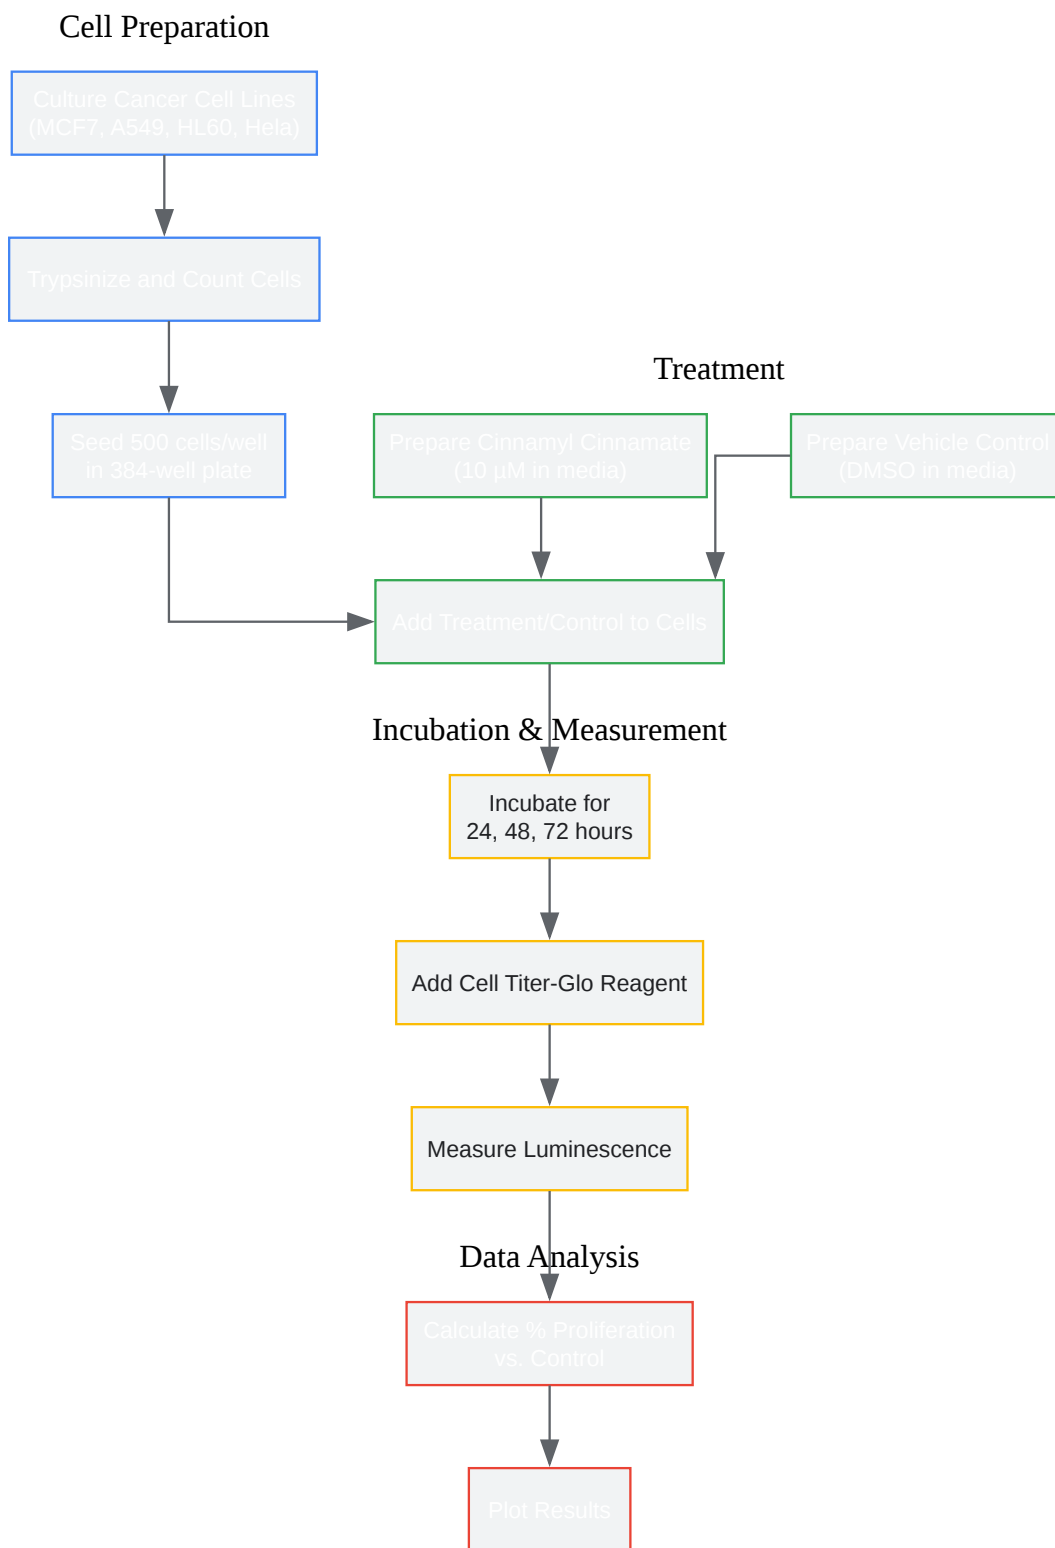 Cell Preparation
Culture Cancer Cell Lines
(MCF7, A549, HL60, Hela)
Trypsinize and Count Cells
Seed 500 cells/well
in 384-well plate
Treatment
Prepare Cinnamyl Cinnamate
(10 µM in media)
Prepare Vehicle Control
(DMSO in media)
Add Treatment/Control to Cells
Incubation & Measurement
Incubate for
24, 48, 72 hours
Add Cell Titer-Glo Reagent
Measure Luminescence
Data Analysis
Calculate % Proliferation
vs. Control
Plot Results